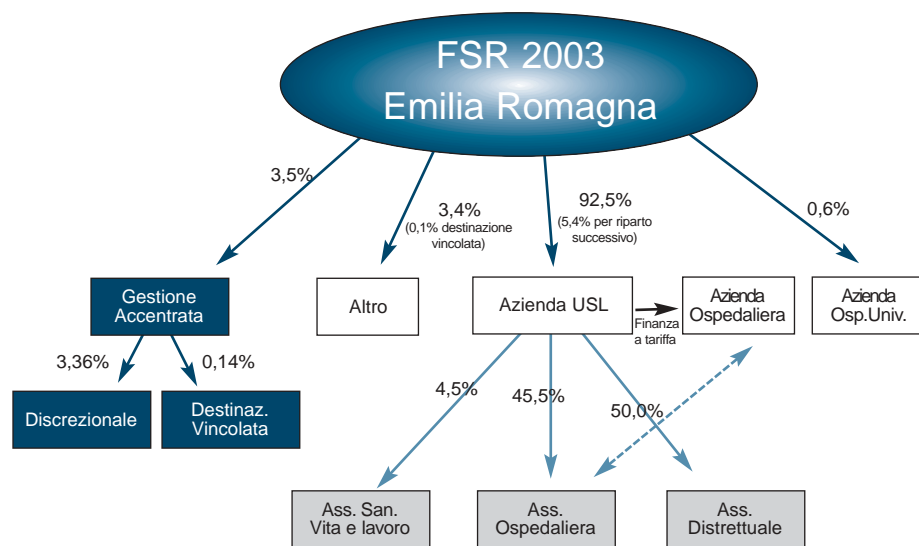 FSR 2003
Emilia Romagna
3,5%
3,4%
(0,1% destinazione
vincolata)
92,5%
(5,4% per riparto
successivo)
0,6%
Gestione
Accentrata
Altro
Azienda USL
Finanza
a tariffa
Azienda
Ospedaliera
Azienda
Osp.Univ.
3,36%
0,14%
4,5%
45,5%
50,0%
Discrezionale
Destinaz.
Vincolata
Ass. San.
Vita e lavoro
Ass.
Ospedaliera
Ass.
Distrettuale